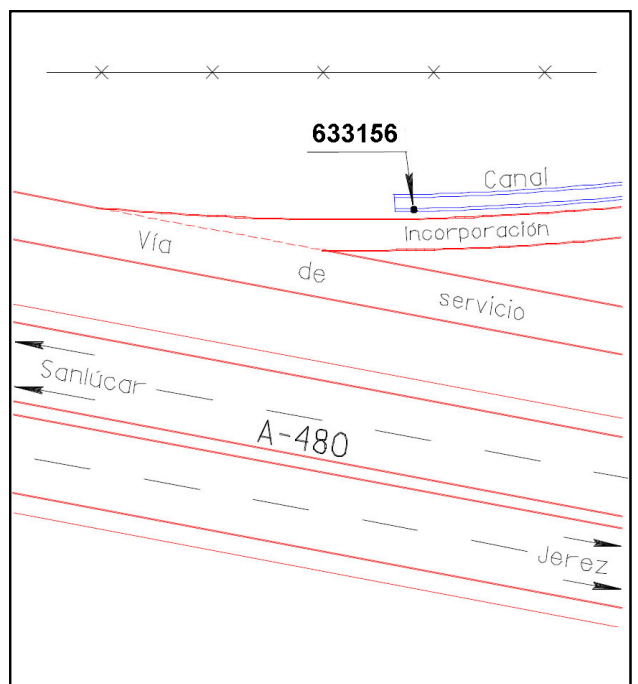 633156
Canal
Incorporación
Vía de servicio
Sanlúcar
A-480
Jerez